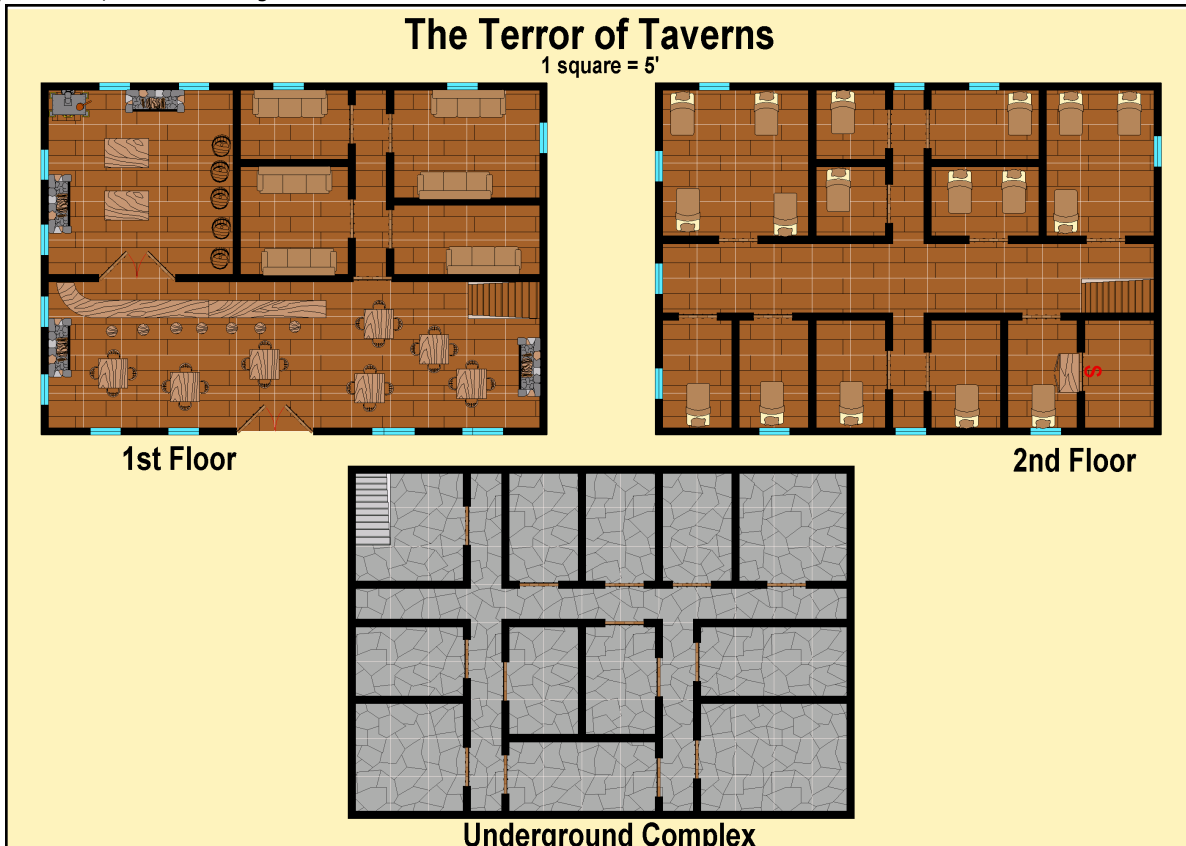 The Terror of Taverns
1 square = 5'
S
1st Floor
2nd Floor
Underground Complex